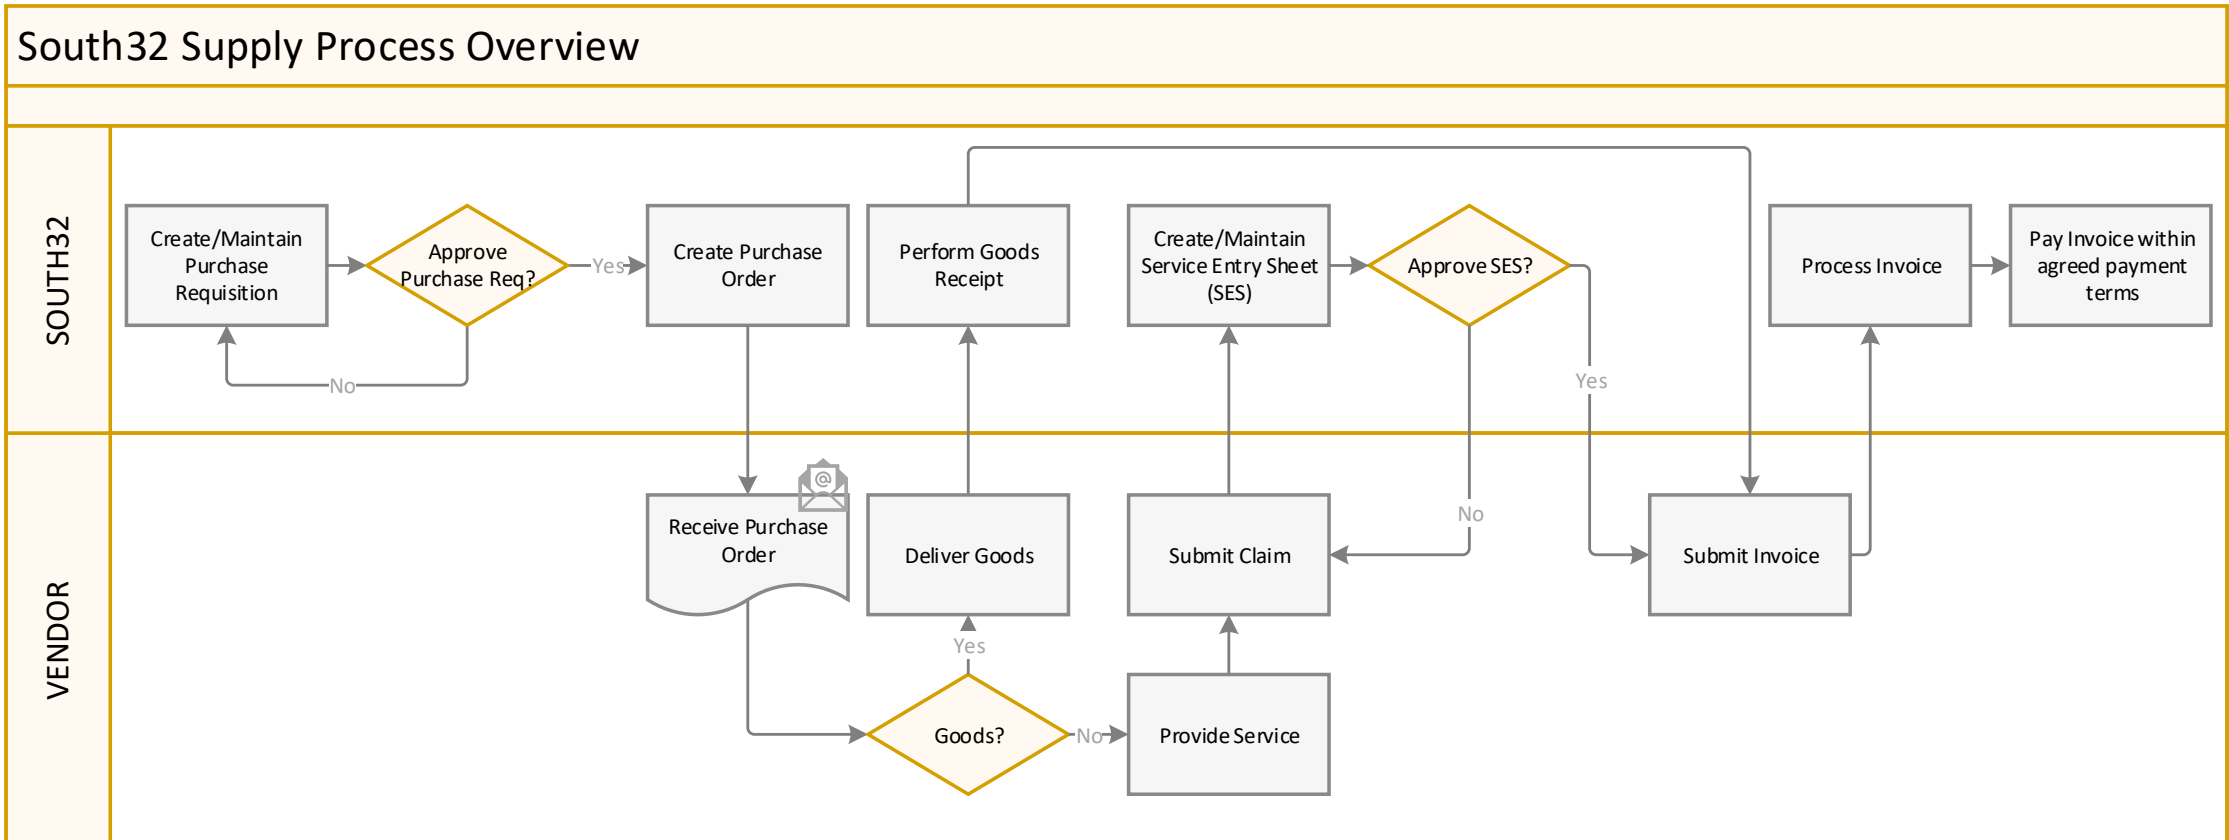 South32 Supply Process Overview
SOUTH32
Create/Maintain
Purchase
Requisition
Approve
Purchase Req?
Yes
No
Create Purchase
Order
Perform Goods
Receipt
Create/Maintain
Service Entry Sheet
(SES)
Approve SES?
Yes
No
Process Invoice
Pay Invoice within
agreed payment
terms
VENDOR
@
Receive Purchase
Order
Deliver Goods
Submit Claim
Submit Invoice
Yes
Goods?
No
Provide Service